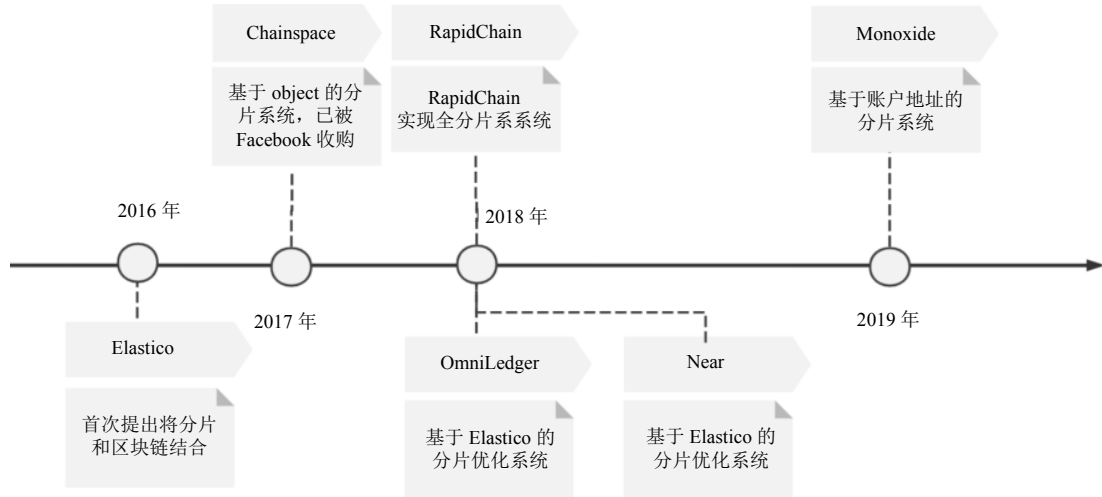 Chainspace
RapidChain
Monoxide
基于 object 的分
片系统，已被
Facebook 收购
RapidChain
实现全分片系系统
基于账户地址的
分片系统
2016 年
2018 年
2017 年
2019 年
Elastico
OmniLedger
Near
首次提出将分片
和区块链结合
基于 Elastico 的
分片优化系统
基于 Elastico 的
分片优化系统